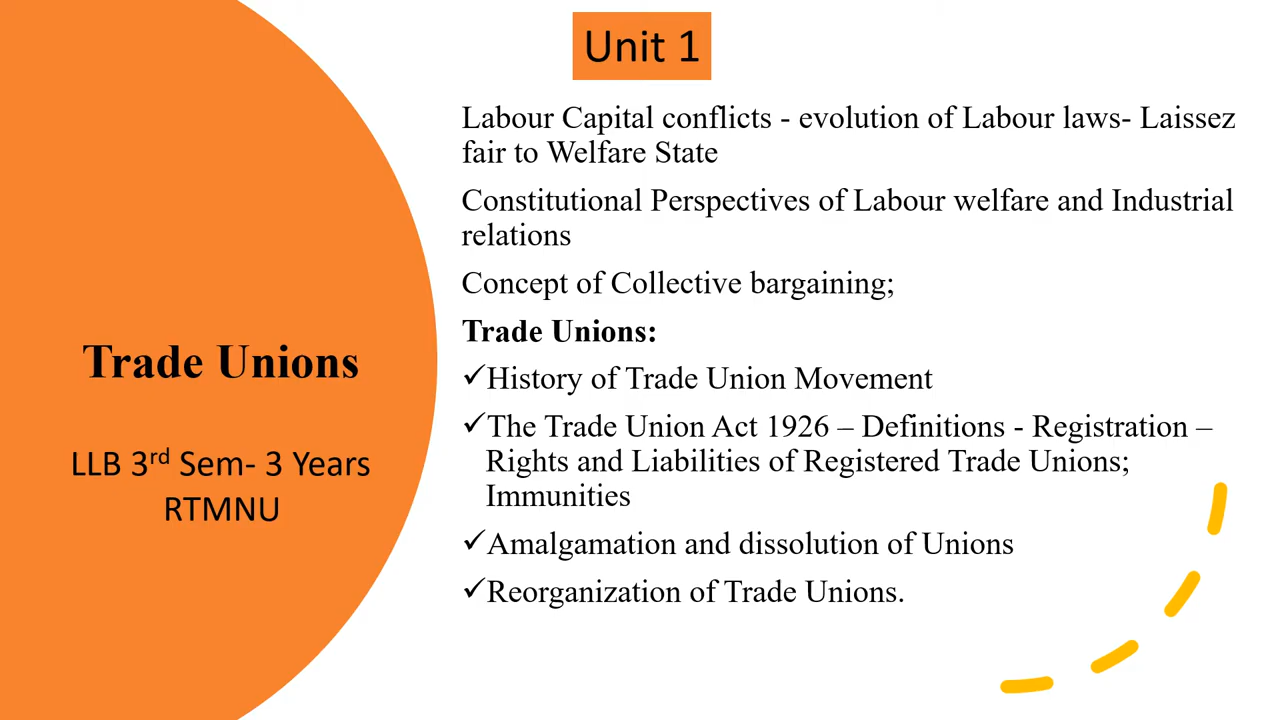 Unit 1
Labour Capital conflicts - evolution of Labour laws- Laissez
fair to Welfare State
Constitutional Perspectives of Labour welfare and Industrial
relations
Concept of Collective bargaining;
Trade Unions:
✓History of Trade Union Movement
✓The Trade Union Act 1926 – Definitions - Registration –
Rights and Liabilities of Registered Trade Unions;
Immunities
✓Amalgamation and dissolution of Unions
✓Reorganization of Trade Unions.
Trade Unions
LLB 3rd Sem- 3 Years
RTMNU